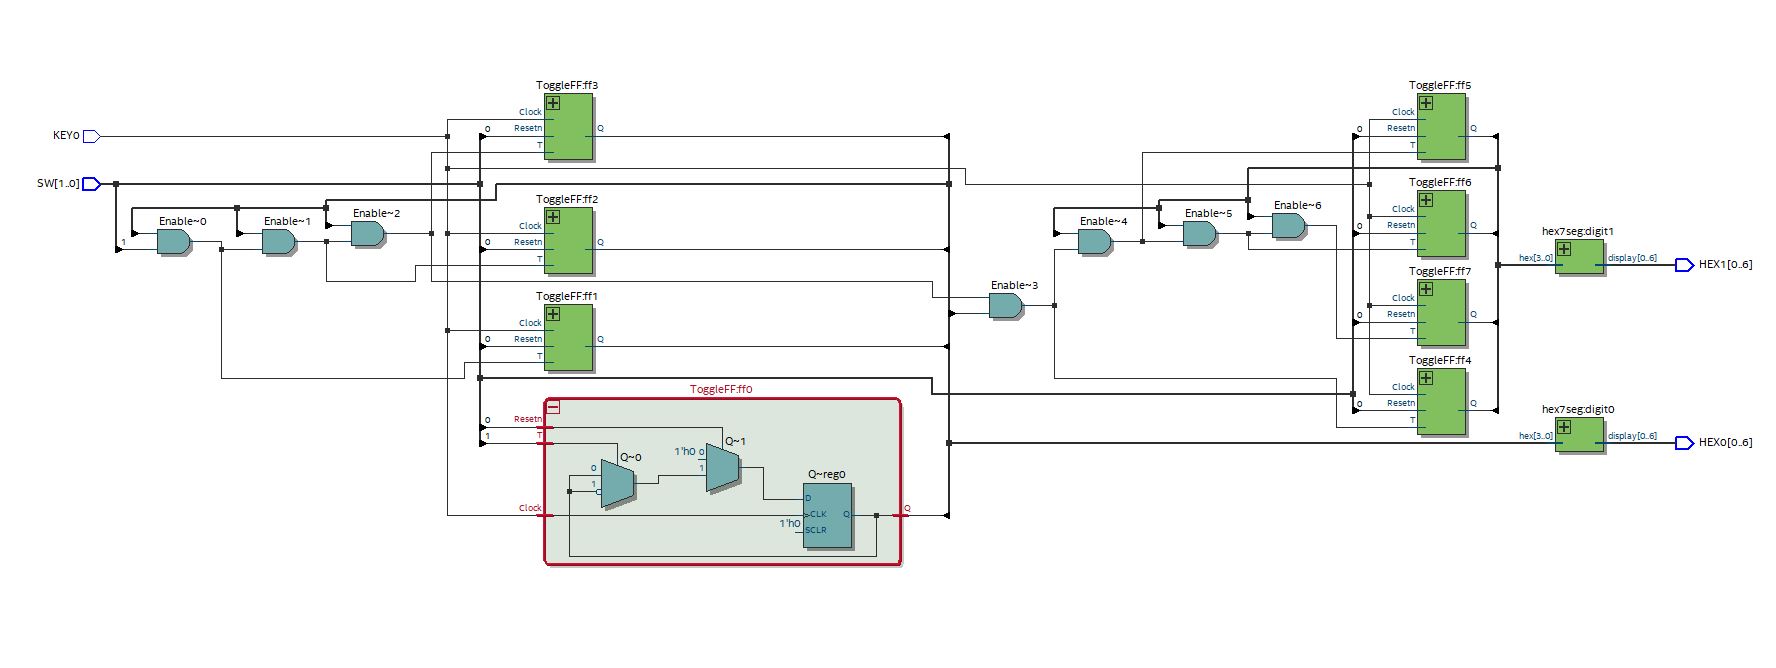 KEY0
SW[1..0]
Enable~0
1
Enable~1
Enable~2
ToggleFF:ff3
Clock
0
Resetn
T
Q
ToggleFF:ff2
Clock
0
Resetn
T
Q
ToggleFF:ff1
Clock
0
Resetn
T
Q
ToggleFF:ff0
0
Resetn
1
T
Clock
Q~0
0
1
Q~1
1'h0
0
1
Q~reg0
D
CLK
Q
1'h0
SCLR
Q
Enable~3
Enable~4
Enable~5
Enable~6
ToggleFF:ff5
Clock
0
Resetn
T
Q
ToggleFF:ff6
Clock
0
Resetn
T
Q
ToggleFF:ff7
Clock
0
Resetn
T
Q
ToggleFF:ff4
Clock
0
Resetn
T
Q
hex7seg:digit1
hex[3..0]
display[0..6]
HEX1[0..6]
hex7seg:digit0
hex[3..0]
display[0..6]
HEX0[0..6]